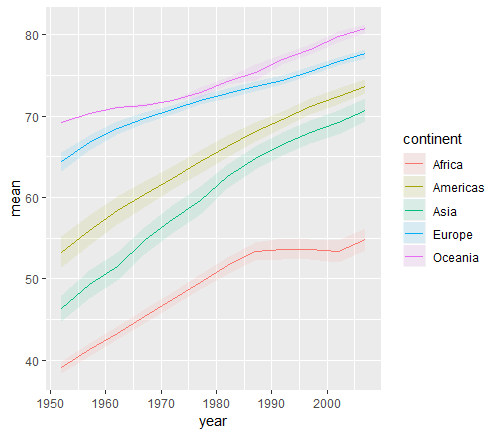 80
70
60
50
40
mean
1950
1960
1970
1980
1990
2000
year
continent
Africa
Americas
Asia
Europe
Oceania